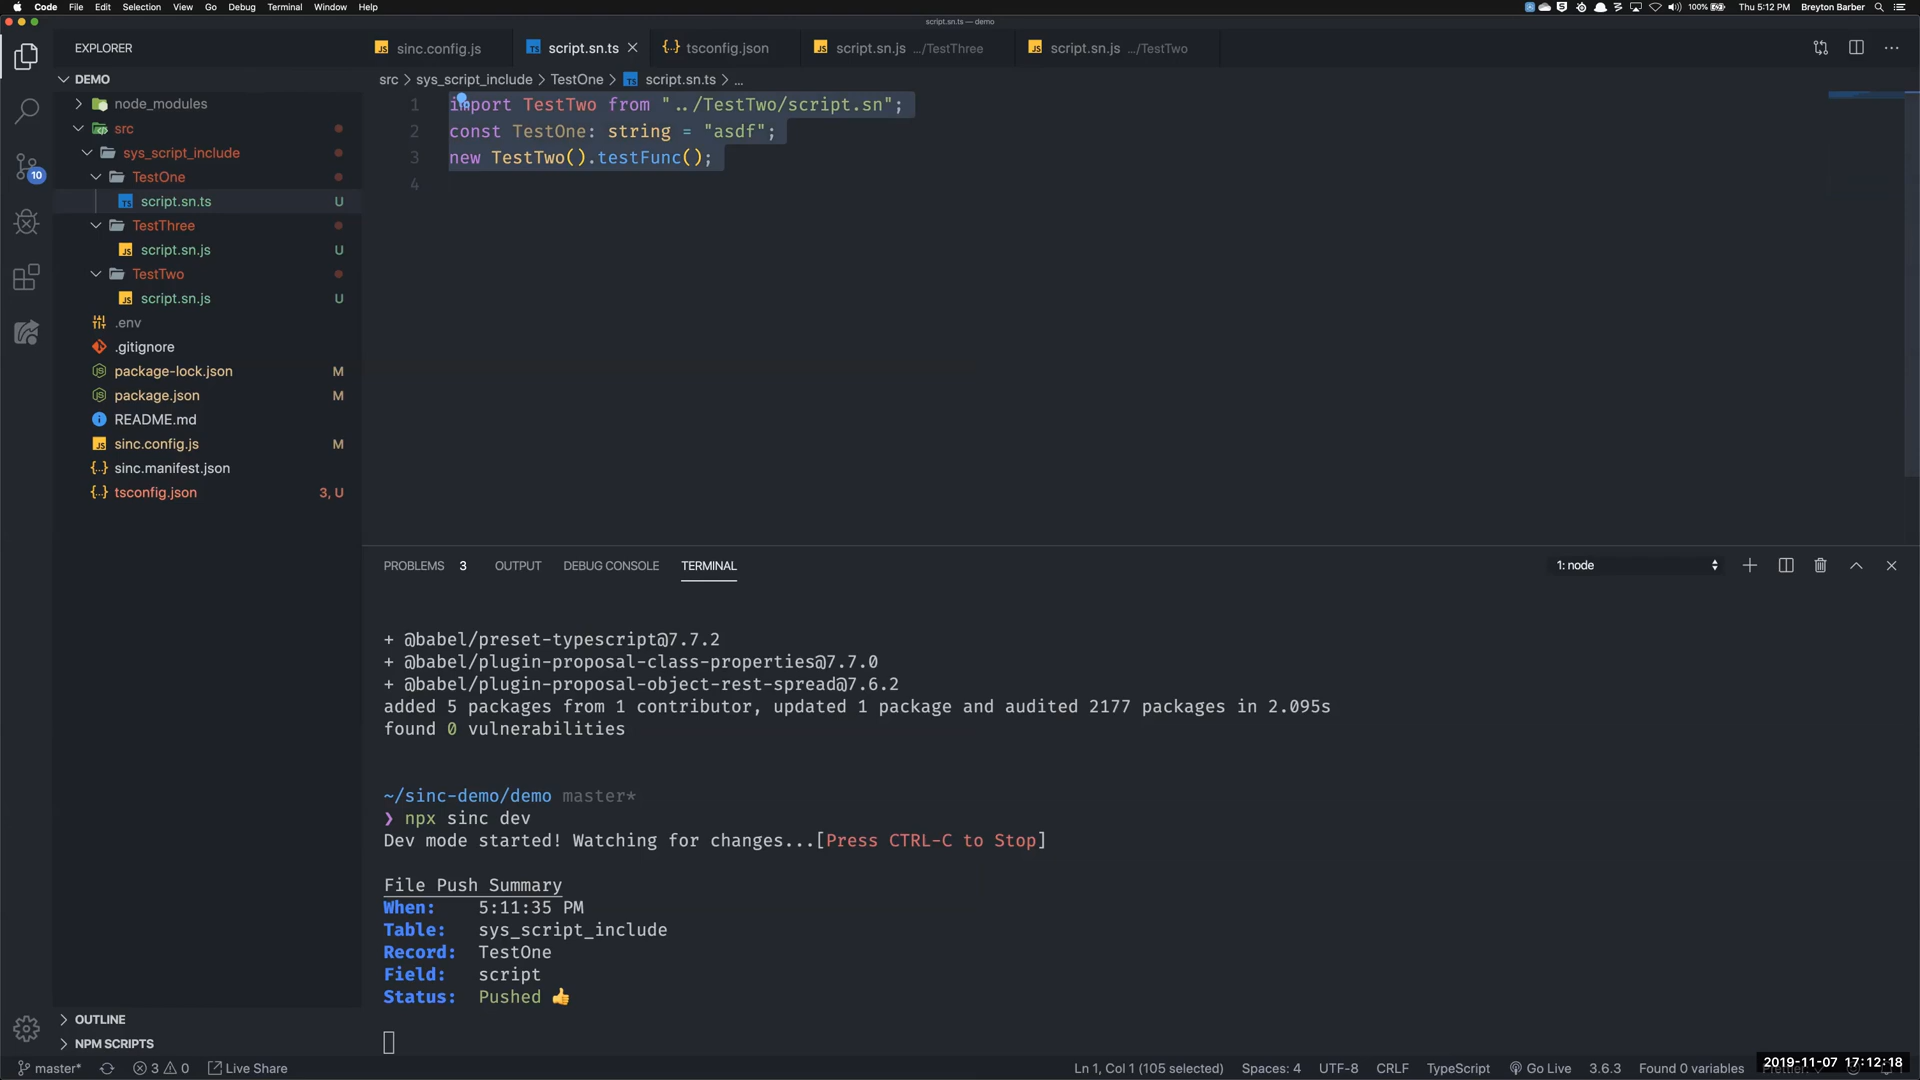 Code File Edit Selection View Go Debug Terminal Window Help
100% Thu 5:12 PM Breyton Barber
script.sn.ts — demo
EXPLORER
sinc.config.js
script.sn.ts
tsconfig.json
script.sn.js .../TestThree
script.sn.js .../TestTwo
DEMO
node_modules
src
sys_script_include
TestOne
script.sn.ts U
TestThree
script.sn.js U
TestTwo
script.sn.js U
.env
.gitignore
package-lock.json M
package.json M
README.md
sinc.config.js M
sinc.manifest.json
tsconfig.json 3, U
10
OUTLINE
NPM SCRIPTS
src > sys_script_include > TestOne > script.sn.ts > ...
1 import TestTwo from "../TestTwo/script.sn";
2 const TestOne: string = "asdf";
3 new TestTwo().testFunc();
4
PROBLEMS 3 OUTPUT DEBUG CONSOLE TERMINAL
1: node
+ @babel/preset-typescript@7.7.2
+ @babel/plugin-proposal-class-properties@7.7.0
+ @babel/plugin-proposal-object-rest-spread@7.6.2
added 5 packages from 1 contributor, updated 1 package and audited 2177 packages in 2.095s
found 0 vulnerabilities
~/sinc-demo/demo master*
❯ npx sinc dev
Dev mode started! Watching for changes...[Press CTRL-C to Stop]
File Push Summary
When: 5:11:35 PM
Table: sys_script_include
Record: TestOne
Field: script
Status: Pushed 👍
master* 3 0 Live Share
Ln 1, Col 1 (105 selected) Spaces: 4 UTF-8 CRLF TypeScript Go Live 3.6.3 Found 0 variables
2019-11-07 17:12:18